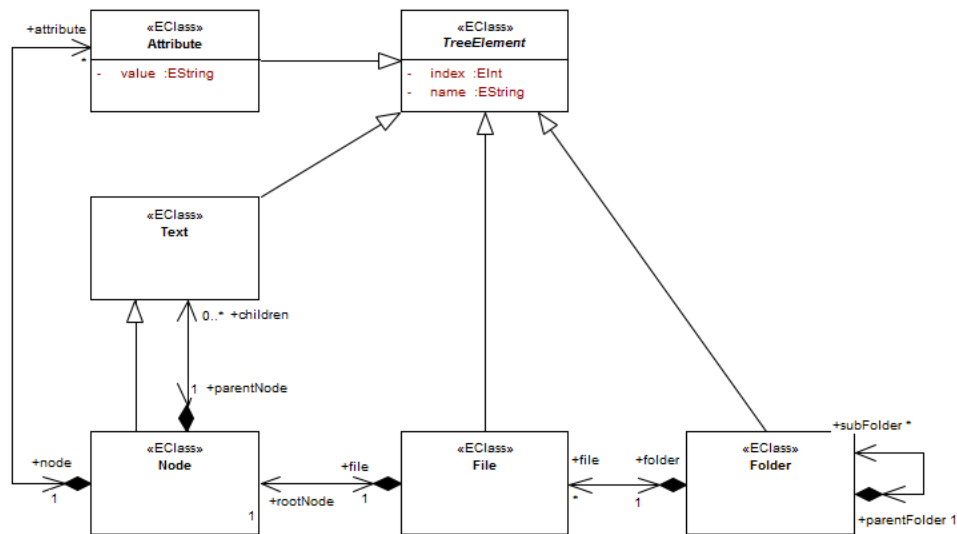 +attribute
*
«EClass»
Attribute
- value :EString
«EClass»
TreeElement
- index :EInt
- name :EString
«EClass»
Text
0..* +children
1 +parentNode
+node
1
«EClass»
Node
1
+file
1
+rootNode
«EClass»
File
+file
*
+folder
1
+subFolder *
«EClass»
Folder
+parentFolder 1